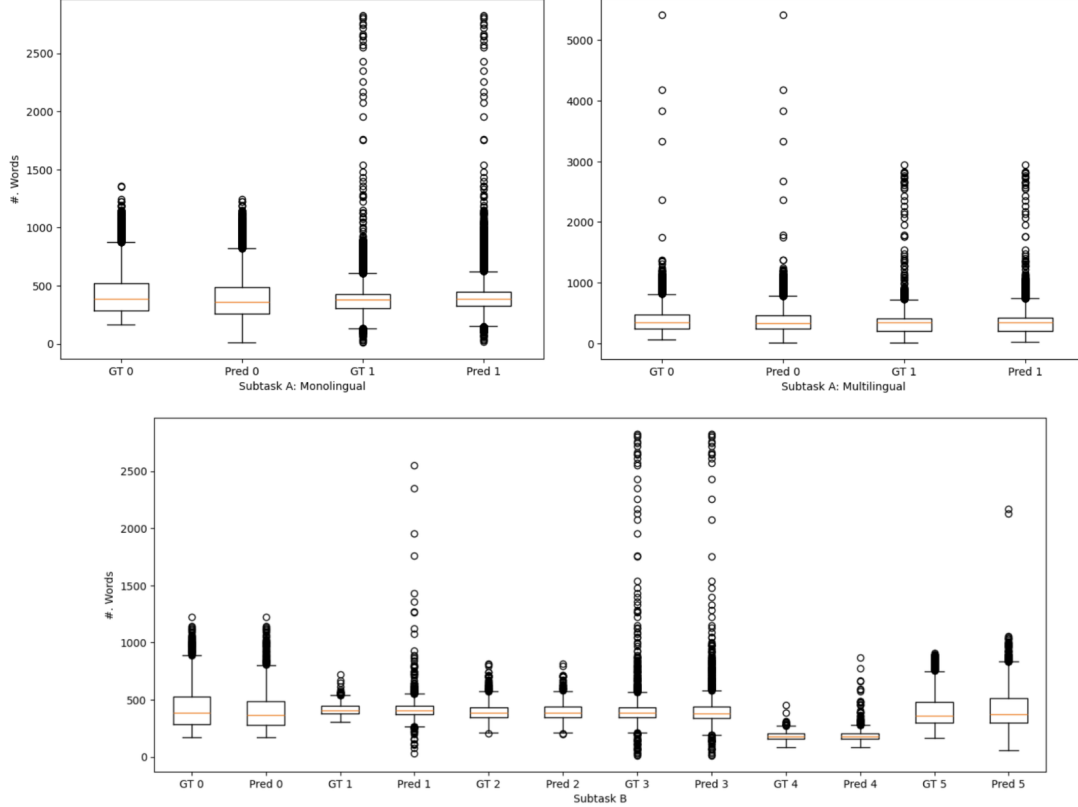 2500
2000
1500
1000
500
0
#. Words
GT 0 Pred 0 GT 1 Pred 1
Subtask A: Monolingual
5000
4000
3000
2000
1000
0
GT 0 Pred 0 GT 1 Pred 1
Subtask A: Multilingual
2500
2000
1500
1000
500
0
#. Words
GT 0 Pred 0 GT 1 Pred 1 GT 2 Pred 2 GT 3 Pred 3 GT 4 Pred 4 GT 5 Pred 5
Subtask B